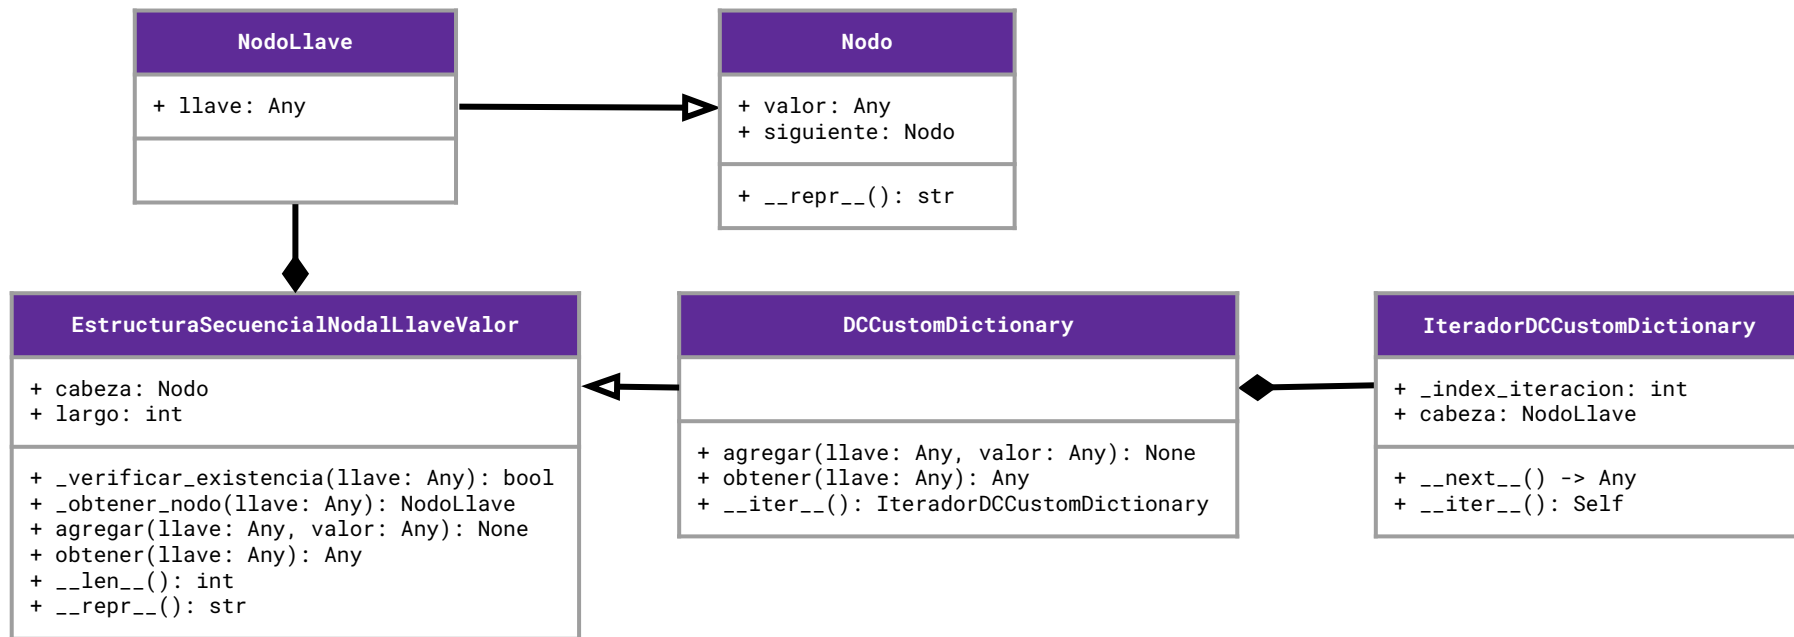 NodoLlave
+ llave: Any
Nodo
+ valor: Any
+ siguiente: Nodo
+ __repr__(): str
EstructuraSecuencialNodalLlaveValor
+ cabeza: Nodo
+ largo: int
+ _verificar_existencia(llave: Any): bool
+ _obtener_nodo(llave: Any): NodoLlave
+ agregar(llave: Any, valor: Any): None
+ obtener(llave: Any): Any
+ __len__(): int
+ __repr__(): str
DCCustomDictionary
+ agregar(llave: Any, valor: Any): None
+ obtener(llave: Any): Any
+ __iter__(): IteradorDCCustomDictionary
IteradorDCCustomDictionary
+ _index_iteracion: int
+ cabeza: NodoLlave
+ __next__() -> Any
+ __iter__(): Self